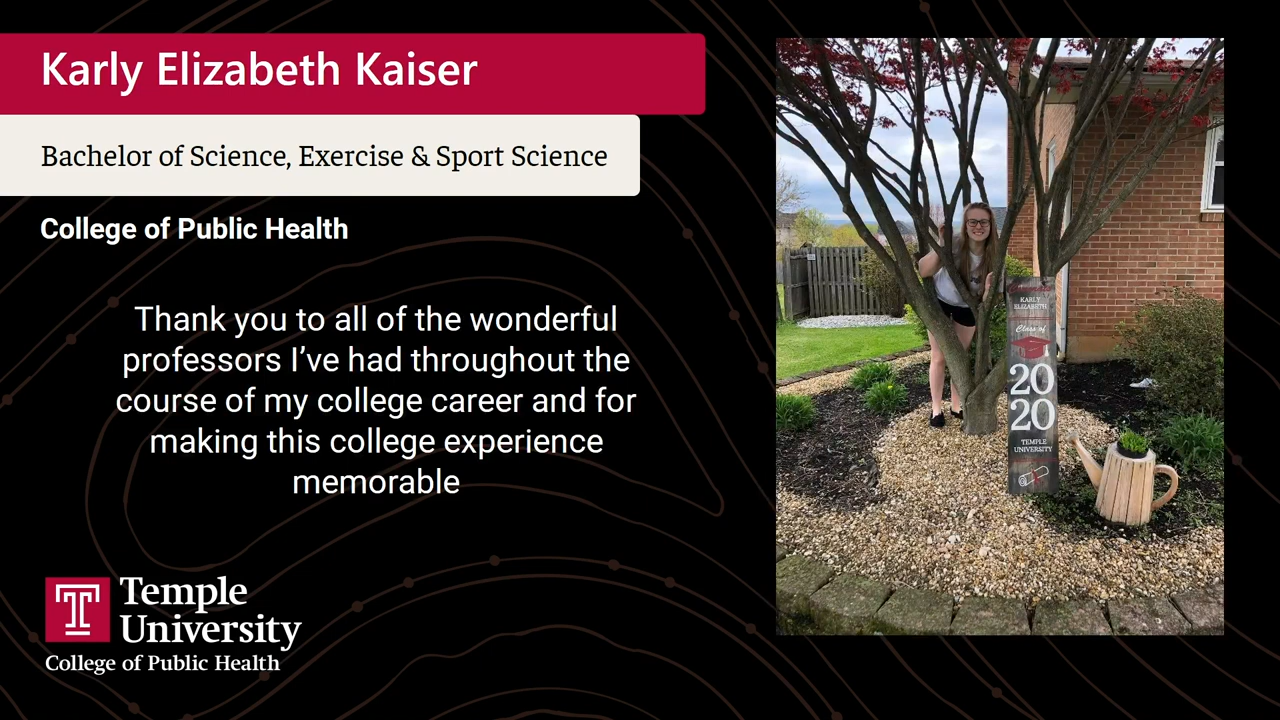 Karly Elizabeth Kaiser
Bachelor of Science, Exercise & Sport Science
College of Public Health
Thank you to all of the wonderful
professors I’ve had throughout the
course of my college career and for
making this college experience
memorable
T
Temple
University
College of Public Health
KARLY
ELIZABETH
Class of
20
20
TEMPLE
UNIVERSITY